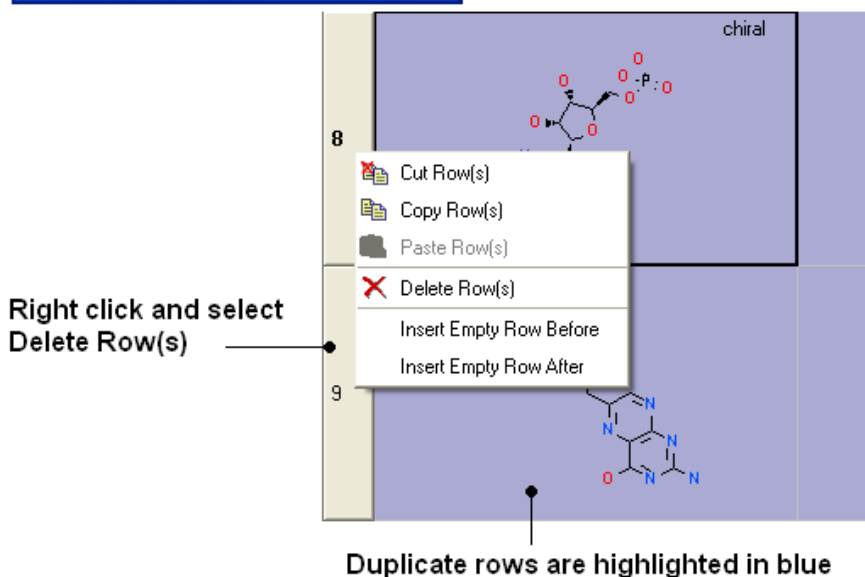 chiral
O
O
O P O
O
O
O
8
Cut Row(s)
Copy Row(s)
Paste Row(s)
Delete Row(s)
Insert Empty Row Before
Insert Empty Row After
Right click and select
Delete Row(s)
9
N
N
N
O N N
Duplicate rows are highlighted in blue